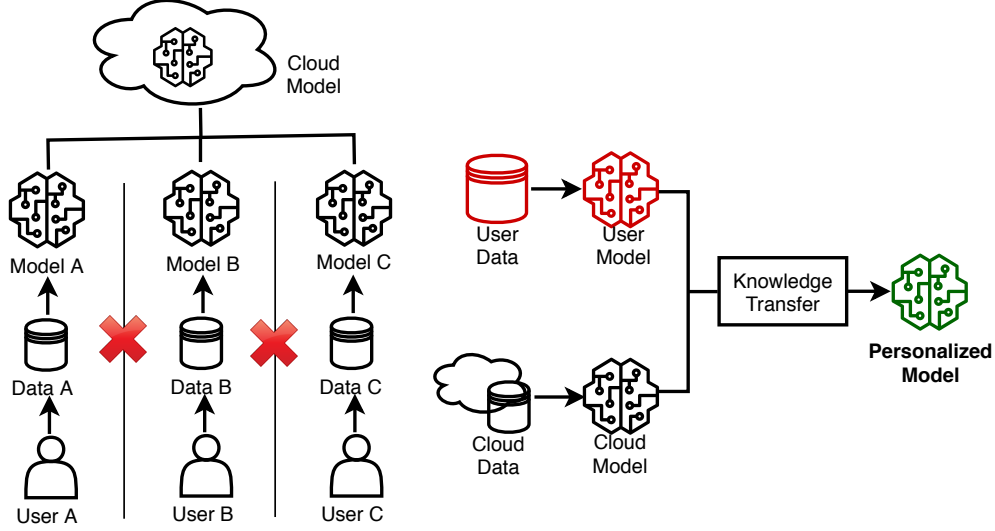 Cloud
Model
Model A
Model B
Model C
Data A
Data B
Data C
User A
User B
User C
User
Data
User
Model
Knowledge
Transfer
Personalized
Model
Cloud
Data
Cloud
Model